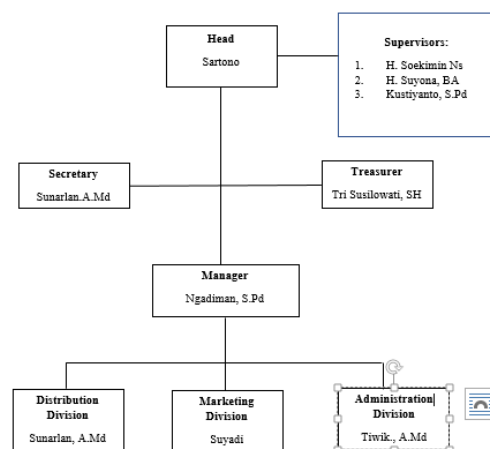 Head
Sartono
Supervisors:
1. H. Soekimin Ns
2. H. Suyona, BA
3. Kustiyanto, S.Pd
Secretary
Sunarlan.A.Md
Treasurer
Tri Susilowati, SH
Manager
Ngadiman, S.Pd
Distribution
Division
Sunarlan, A.Md
Marketing
Division
Suyadi
Administration
Division
Tiwik., A.Md